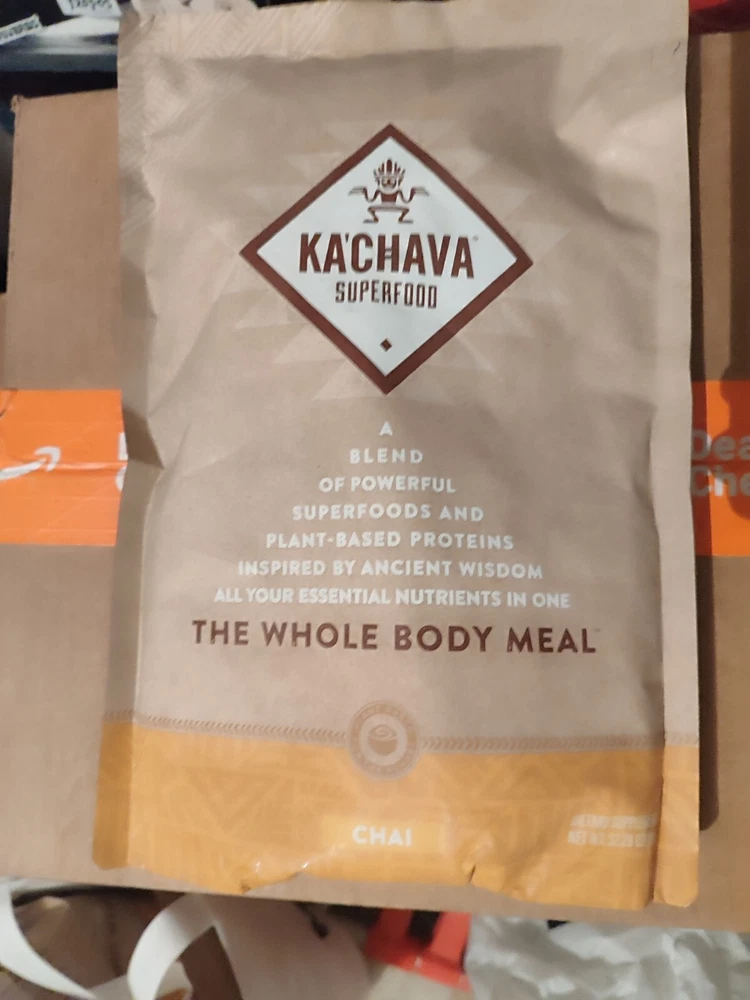 KA'CHAVA
SUPERFOOD
A
BLEND
OF POWERFUL
SUPERFOODS AND
PLANT-BASED PROTEINS
INSPIRED BY ANCIENT WISDOM
ALL YOUR ESSENTIAL NUTRIENTS IN ONE
THE WHOLE BODY MEAL™
CHAI